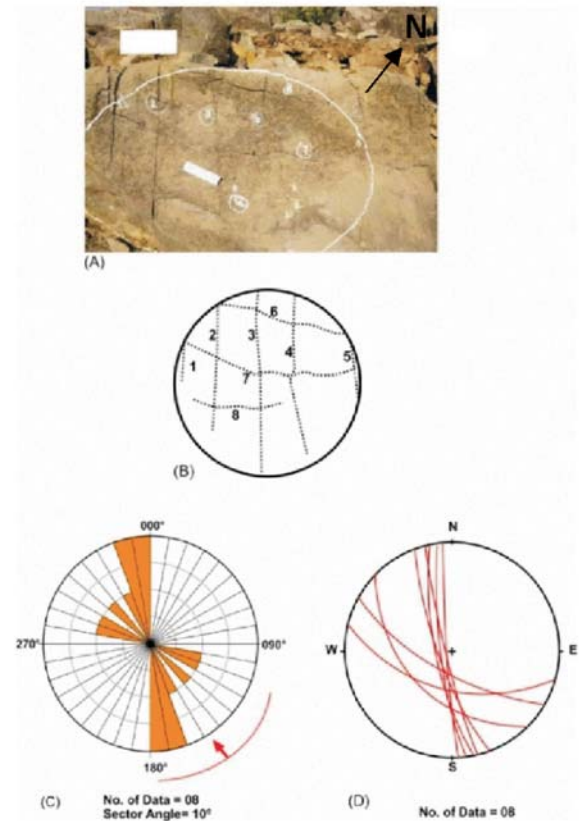 N
(A)
6
2
3
4
5
1
7
8
(B)
000°
270°
090°
180°
(C)
No. of Data = 08
Sector Angle= 10°
N
W
E
S
(D)
No. of Data = 08